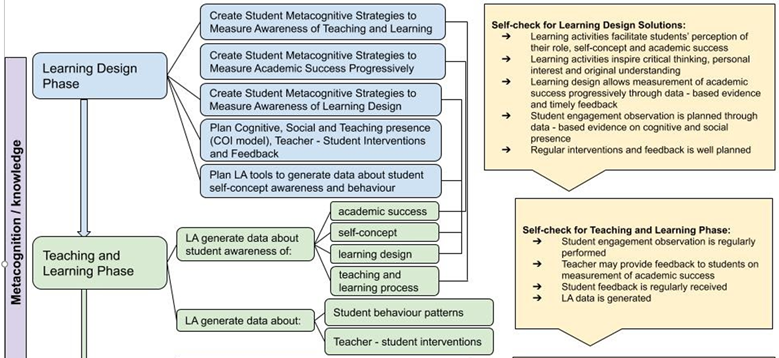 Metacognition / knowledge
Learning Design
Phase
Create Student Metacognitive Strategies to
Measure Awareness of Teaching and Learning
Create Student Metacognitive Strategies to
Measure Academic Success Progressively
Create Student Metacognitive Strategies to
Measure Awareness of Learning Design
Plan Cognitive, Social and Teaching presence
(COI model), Teacher - Student Interventions
and Feedback
Plan LA tools to generate data about student
self-concept awareness and behaviour
Teaching and
Learning Phase
LA generate data about
student awareness of:
academic success
self-concept
learning design
teaching and
learning process
LA generate data about:
Student behaviour patterns
Teacher - student interventions
Self-check for Learning Design Solutions:
➔ Learning activities facilitate students' perception of
their role, self-concept and academic success
➔ Learning activities inspire critical thinking, personal
interest and original understanding
➔ Learning design allows measurement of academic
success progressively through data - based evidence
and timely feedback
➔ Student engagement observation is planned through
data - based evidence on cognitive and social
presence
➔ Regular interventions and feedback is well planned
Self-check for Teaching and Learning Phase:
➔ Student engagement observation is regularly
performed
➔ Teacher may provide feedback to students on
measurement of academic success
➔ Student feedback is regularly received
➔ LA data is generated